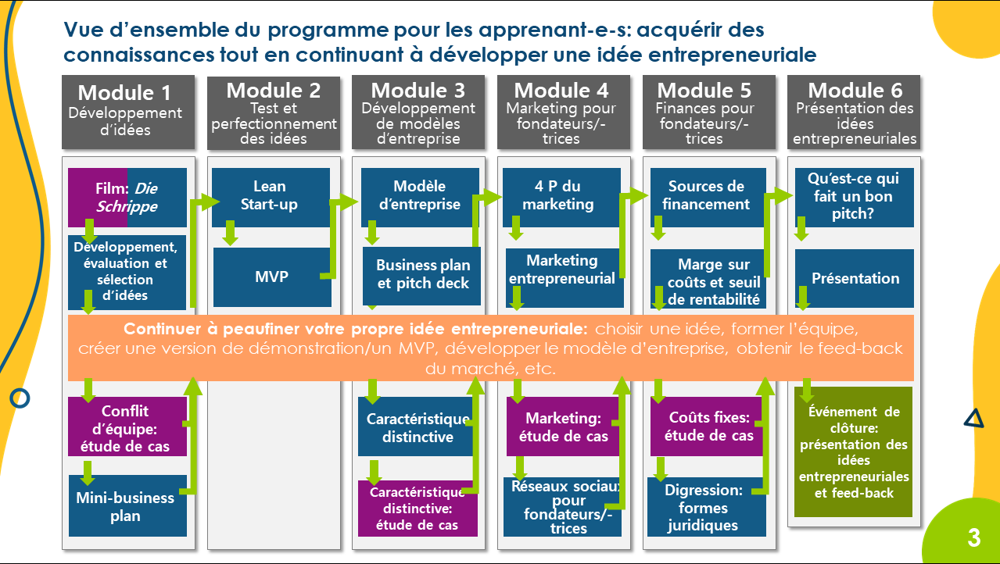 Vue d’ensemble du programme pour les apprenant-e-s: acquérir des
connaissances tout en continuant à développer une idée entrepreneuriale
Module 1
Développement
d’idées
Module 2
Test et
perfectionnement
des idées
Module 3
Développement
de modèles
d’entreprise
Module 4
Marketing pour
fondateurs/-
trices
Module 5
Finances pour
fondateurs/-
trices
Module 6
Présentation des
idées
entrepreneuriales
Film: Die
Schrippe
Développement,
évaluation et
sélection
d’idées
Lean
Start-up
MVP
Modèle
d’entreprise
Business plan
et pitch deck
4 P du
marketing
Marketing
entrepreneurial
Sources de
financement
Marge sur
coûts et seuil
de rentabilité
Qu’est-ce qui
fait un bon
pitch?
Présentation
Continuer à peaufiner votre propre idée entrepreneuriale: choisir une idée, former l’équipe,
créer une version de démonstration/un MVP, développer le modèle d’entreprise, obtenir le feed-back
du marché, etc.
Conflit
d’équipe:
étude de cas
Mini-business
plan
Caractéristique
distinctive
Caractéristique
distinctive:
étude de cas
Marketing:
étude de cas
Réseaux sociaux
pour
fondateurs/-
trices
Coûts fixes:
étude de cas
Digression:
formes
juridiques
Événement de
clôture:
présentation des
idées
entrepreneuriales
et feed-back
3